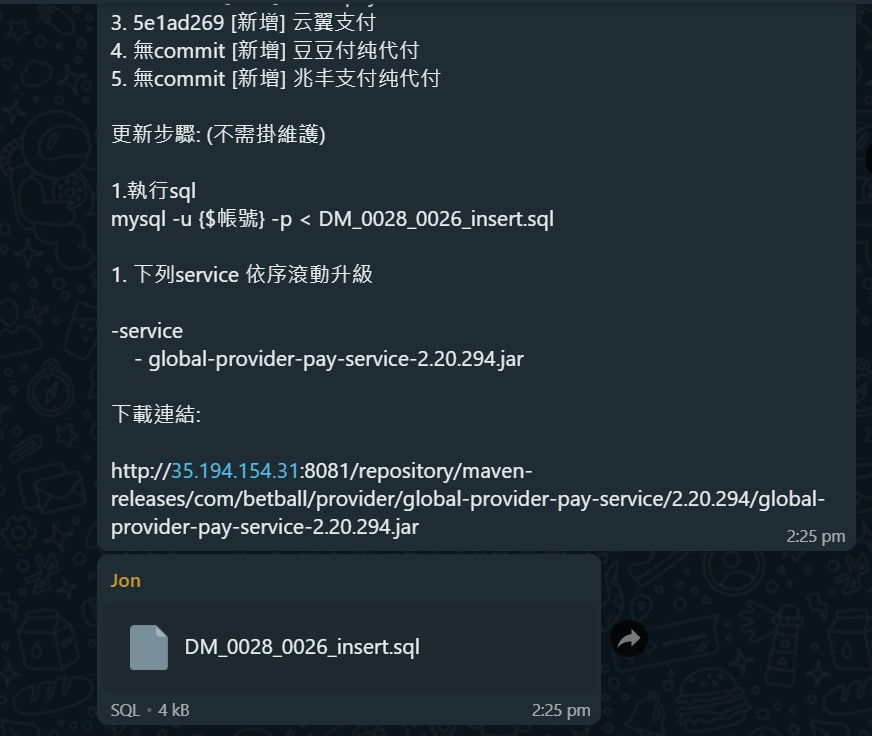 3. 5e1ad269 [新增] 云翼支付
4. 無commit [新增] 豆豆付纯代付
5. 無commit [新增] 兆丰支付纯代付
更新步驟: (不需掛維護)
1.執行sql
mysql -u {$帳號} -p < DM_0028_0026_insert.sql
1. 下列service 依序滾動升級
-service
- global-provider-pay-service-2.20.294.jar
下載連結:
http://35.194.154.31:8081/repository/maven-
releases/com/betball/provider/global-provider-pay-service/2.20.294/global-
provider-pay-service-2.20.294.jar
2:25 pm
Jon
DM_0028_0026_insert.sql
SQL • 4 kB
2:25 pm